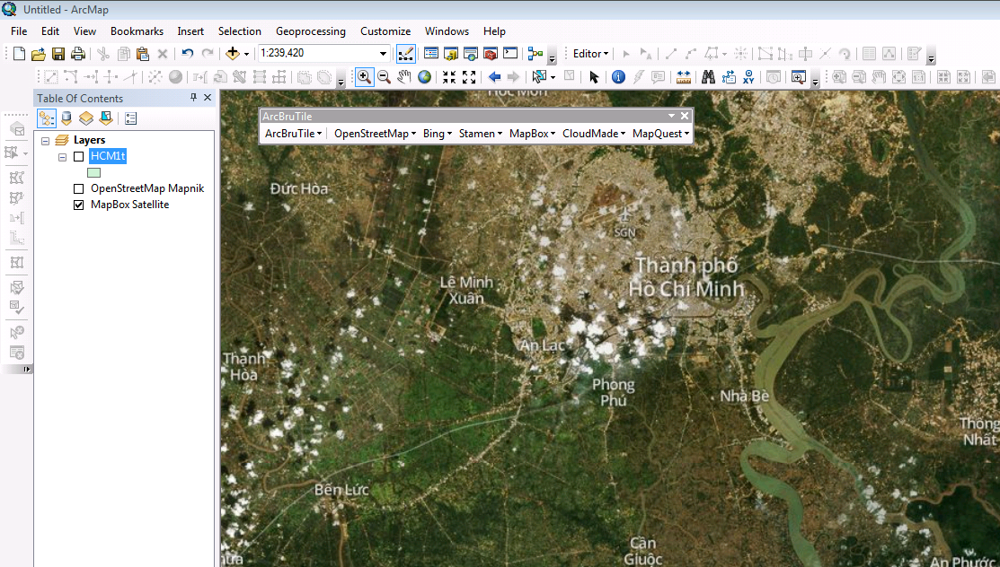 Untitled - ArcMap
File Edit View Bookmarks Insert Selection Geoprocessing Customize Windows Help
1:239,420
Editor
XY
Table Of Contents
Layers
HCM1t
OpenStreetMap Mapnik
MapBox Satellite
ArcBruTile
ArcBruTile OpenStreetMap Bing Stamen MapBox CloudMade MapQuest
Hóc Môn
Đức Hòa
SGN
Thành phố
Hồ Chí Minh
Lê Minh
Xuân
An Lạc
Thạnh
Hòa
Phong
Phú
Nhà Bè
Thống
Nhất
Bến Lức
Cần
Giuộc
An Phước